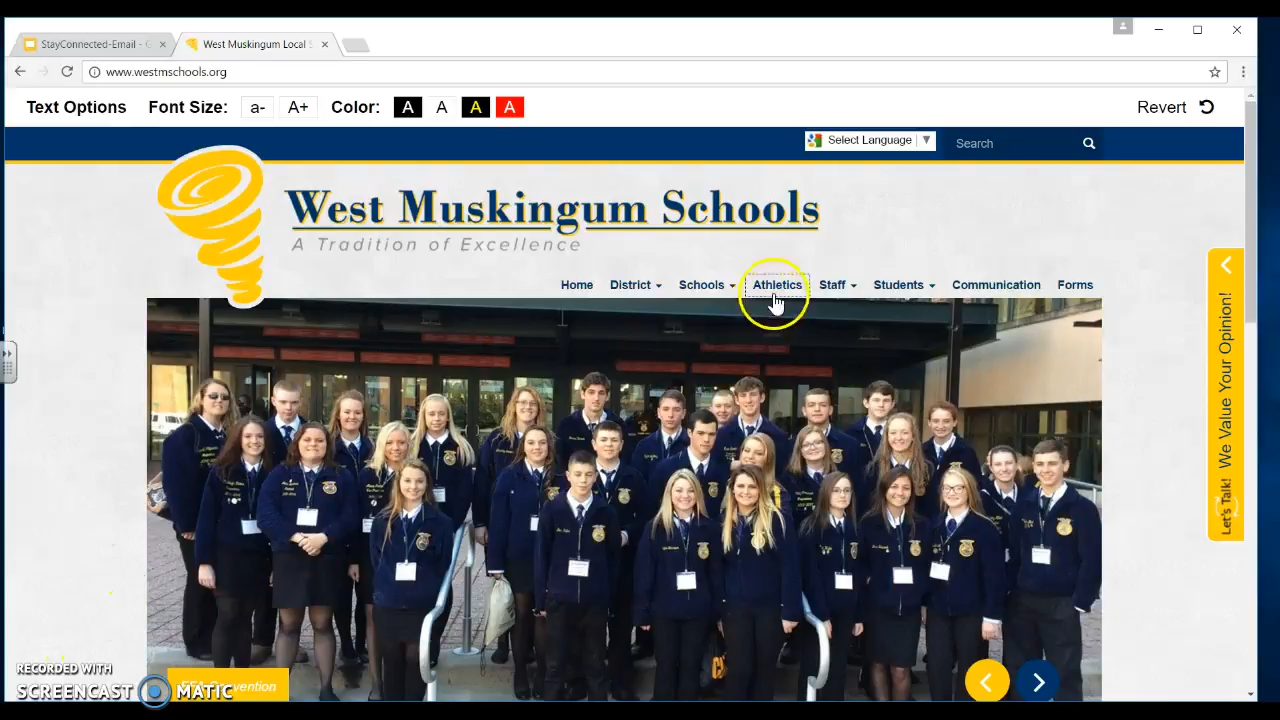 StayConnected-Email - G
West Muskingum Local S
www.westmschools.org
Text Options Font Size: a- A+ Color: A A A A Revert
Select Language ▼ Search
West Muskingum Schools
A Tradition of Excellence
Home District Schools Athletics Staff Students Communication Forms
Let's Talk! We Value Your Opinion!
FFA Convention
RECORDED WITH
SCREENCAST MATIC